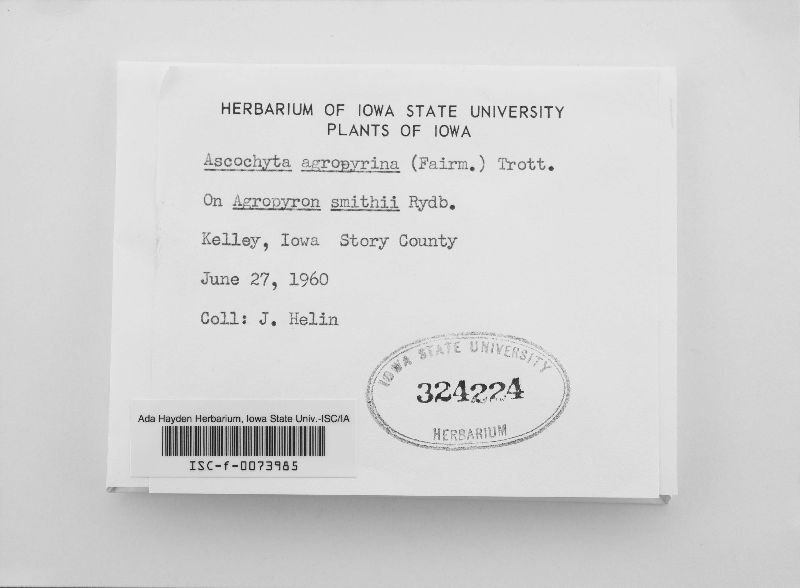 HERBARIUM OF IOWA STATE UNIVERSITY
PLANTS OF IOWA
Ascochyta agropyrina (Fairm.) Trott.
On Agropyron smithii Rydb.
Kelley, Iowa Story County
June 27, 1960
Coll: J. Helin
IOWA STATE UNIVERSITY
324224
HERBARIUM
Ada Hayden Herbarium, Iowa State Univ.-ISC/IA
ISC-f-0073985